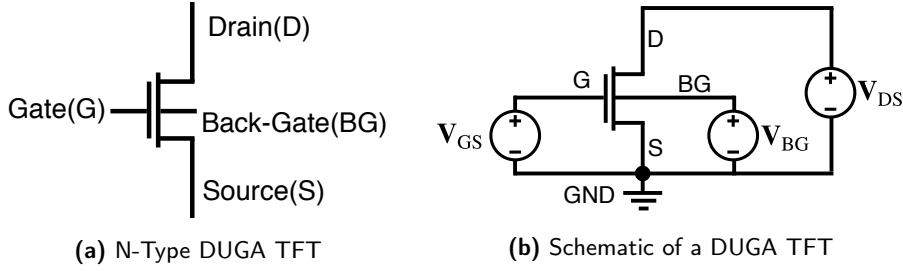 Drain(D)
Gate(G)
Back-Gate(BG)
Source(S)
(a) N-Type DUGA TFT
D
G
BG
S
V_GS
V_BG
V_DS
GND
(b) Schematic of a DUGA TFT